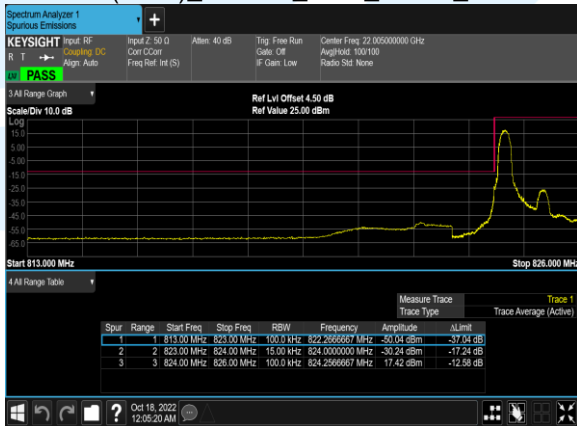 Spectrum Analyzer 1
Spurious Emissions
KEYSIGHT Input: RF Input Z: 50 Ω Atten: 40 dB Trig: Free Run Center Freq: 22.005000000 GHz
R T Coupling: DC Corr CCorr Gate: Off Avg|Hold: 100/100
Align: Auto Freq Ref: Int (S) IF Gain: Low Radio Std: None
PASS
3 All Range Graph
Ref Lvl Offset 4.50 dB
Scale/Div 10.0 dB Ref Value 25.00 dBm
Log
15.0
5.00
-5.00
-15.0
-25.0
-35.0
-45.0
-55.0
-65.0
Start 813.000 MHz Stop 826.000 MHz
4 All Range Table
Measure Trace Trace 1
Trace Type Trace Average (Active)
Spur Range Start Freq Stop Freq RBW Frequency Amplitude ΔLimit
1 1 813.00 MHz 823.00 MHz 100.0 kHz 822.2666667 MHz -50.04 dBm -37.04 dB
2 2 823.00 MHz 824.00 MHz 15.00 kHz 824.0000000 MHz -30.24 dBm -17.24 dB
3 3 824.00 MHz 826.00 MHz 100.0 kHz 824.2566667 MHz 17.42 dBm -12.58 dB
Oct 18, 2022
12:05:20 AM